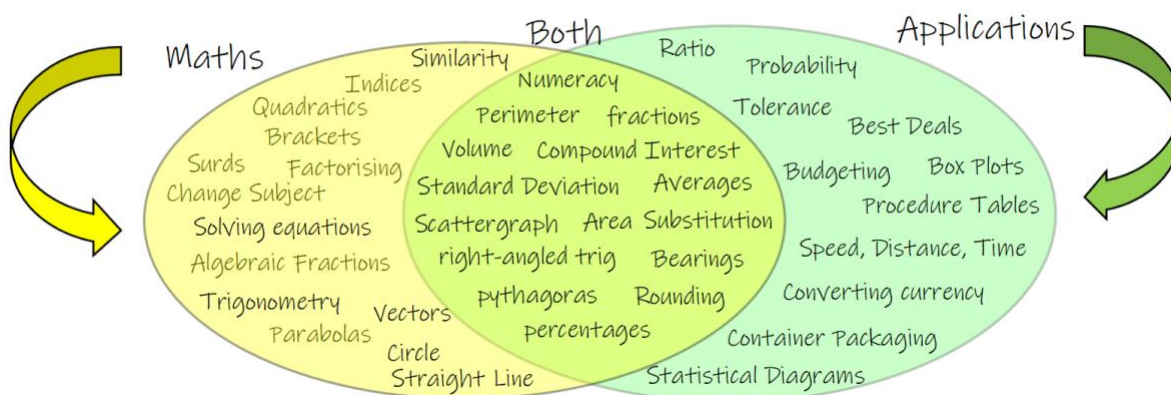 Maths
Both
Applications
Similarity
Indices
Quadratics
Brackets
Surds
Factorising
Change Subject
Solving equations
Algebraic Fractions
Trigonometry
Vectors
Parabolas
Circle
Straight Line
Numeracy
Perimeter fractions
Volume Compound Interest
Standard Deviation Averages
Scattergraph Area Substitution
right-angled trig Bearings
pythagoras Rounding
percentages
Ratio
Probability
Tolerance
Best Deals
Budgeting
Box Plots
Procedure Tables
Speed, Distance, Time
Converting currency
Container Packaging
Statistical Diagrams